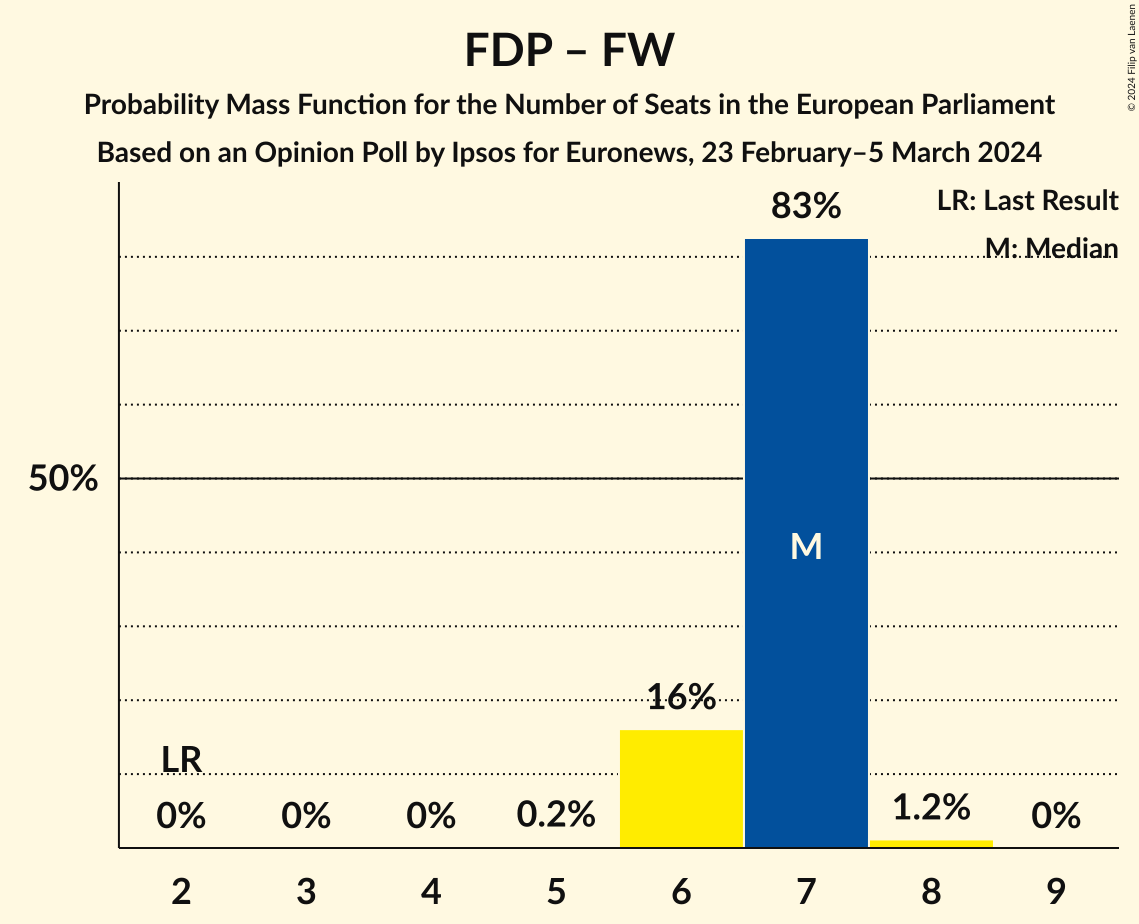 FDP – FW
Probability Mass Function for the Number of Seats in the European Parliament
Based on an Opinion Poll by Ipsos for Euronews, 23 February–5 March 2024
© 2024 Filip van Laenen
LR: Last Result
M: Median
83%
50%
M
16%
LR
0% 0% 0% 0.2% 1.2% 0%
2 3 4 5 6 7 8 9